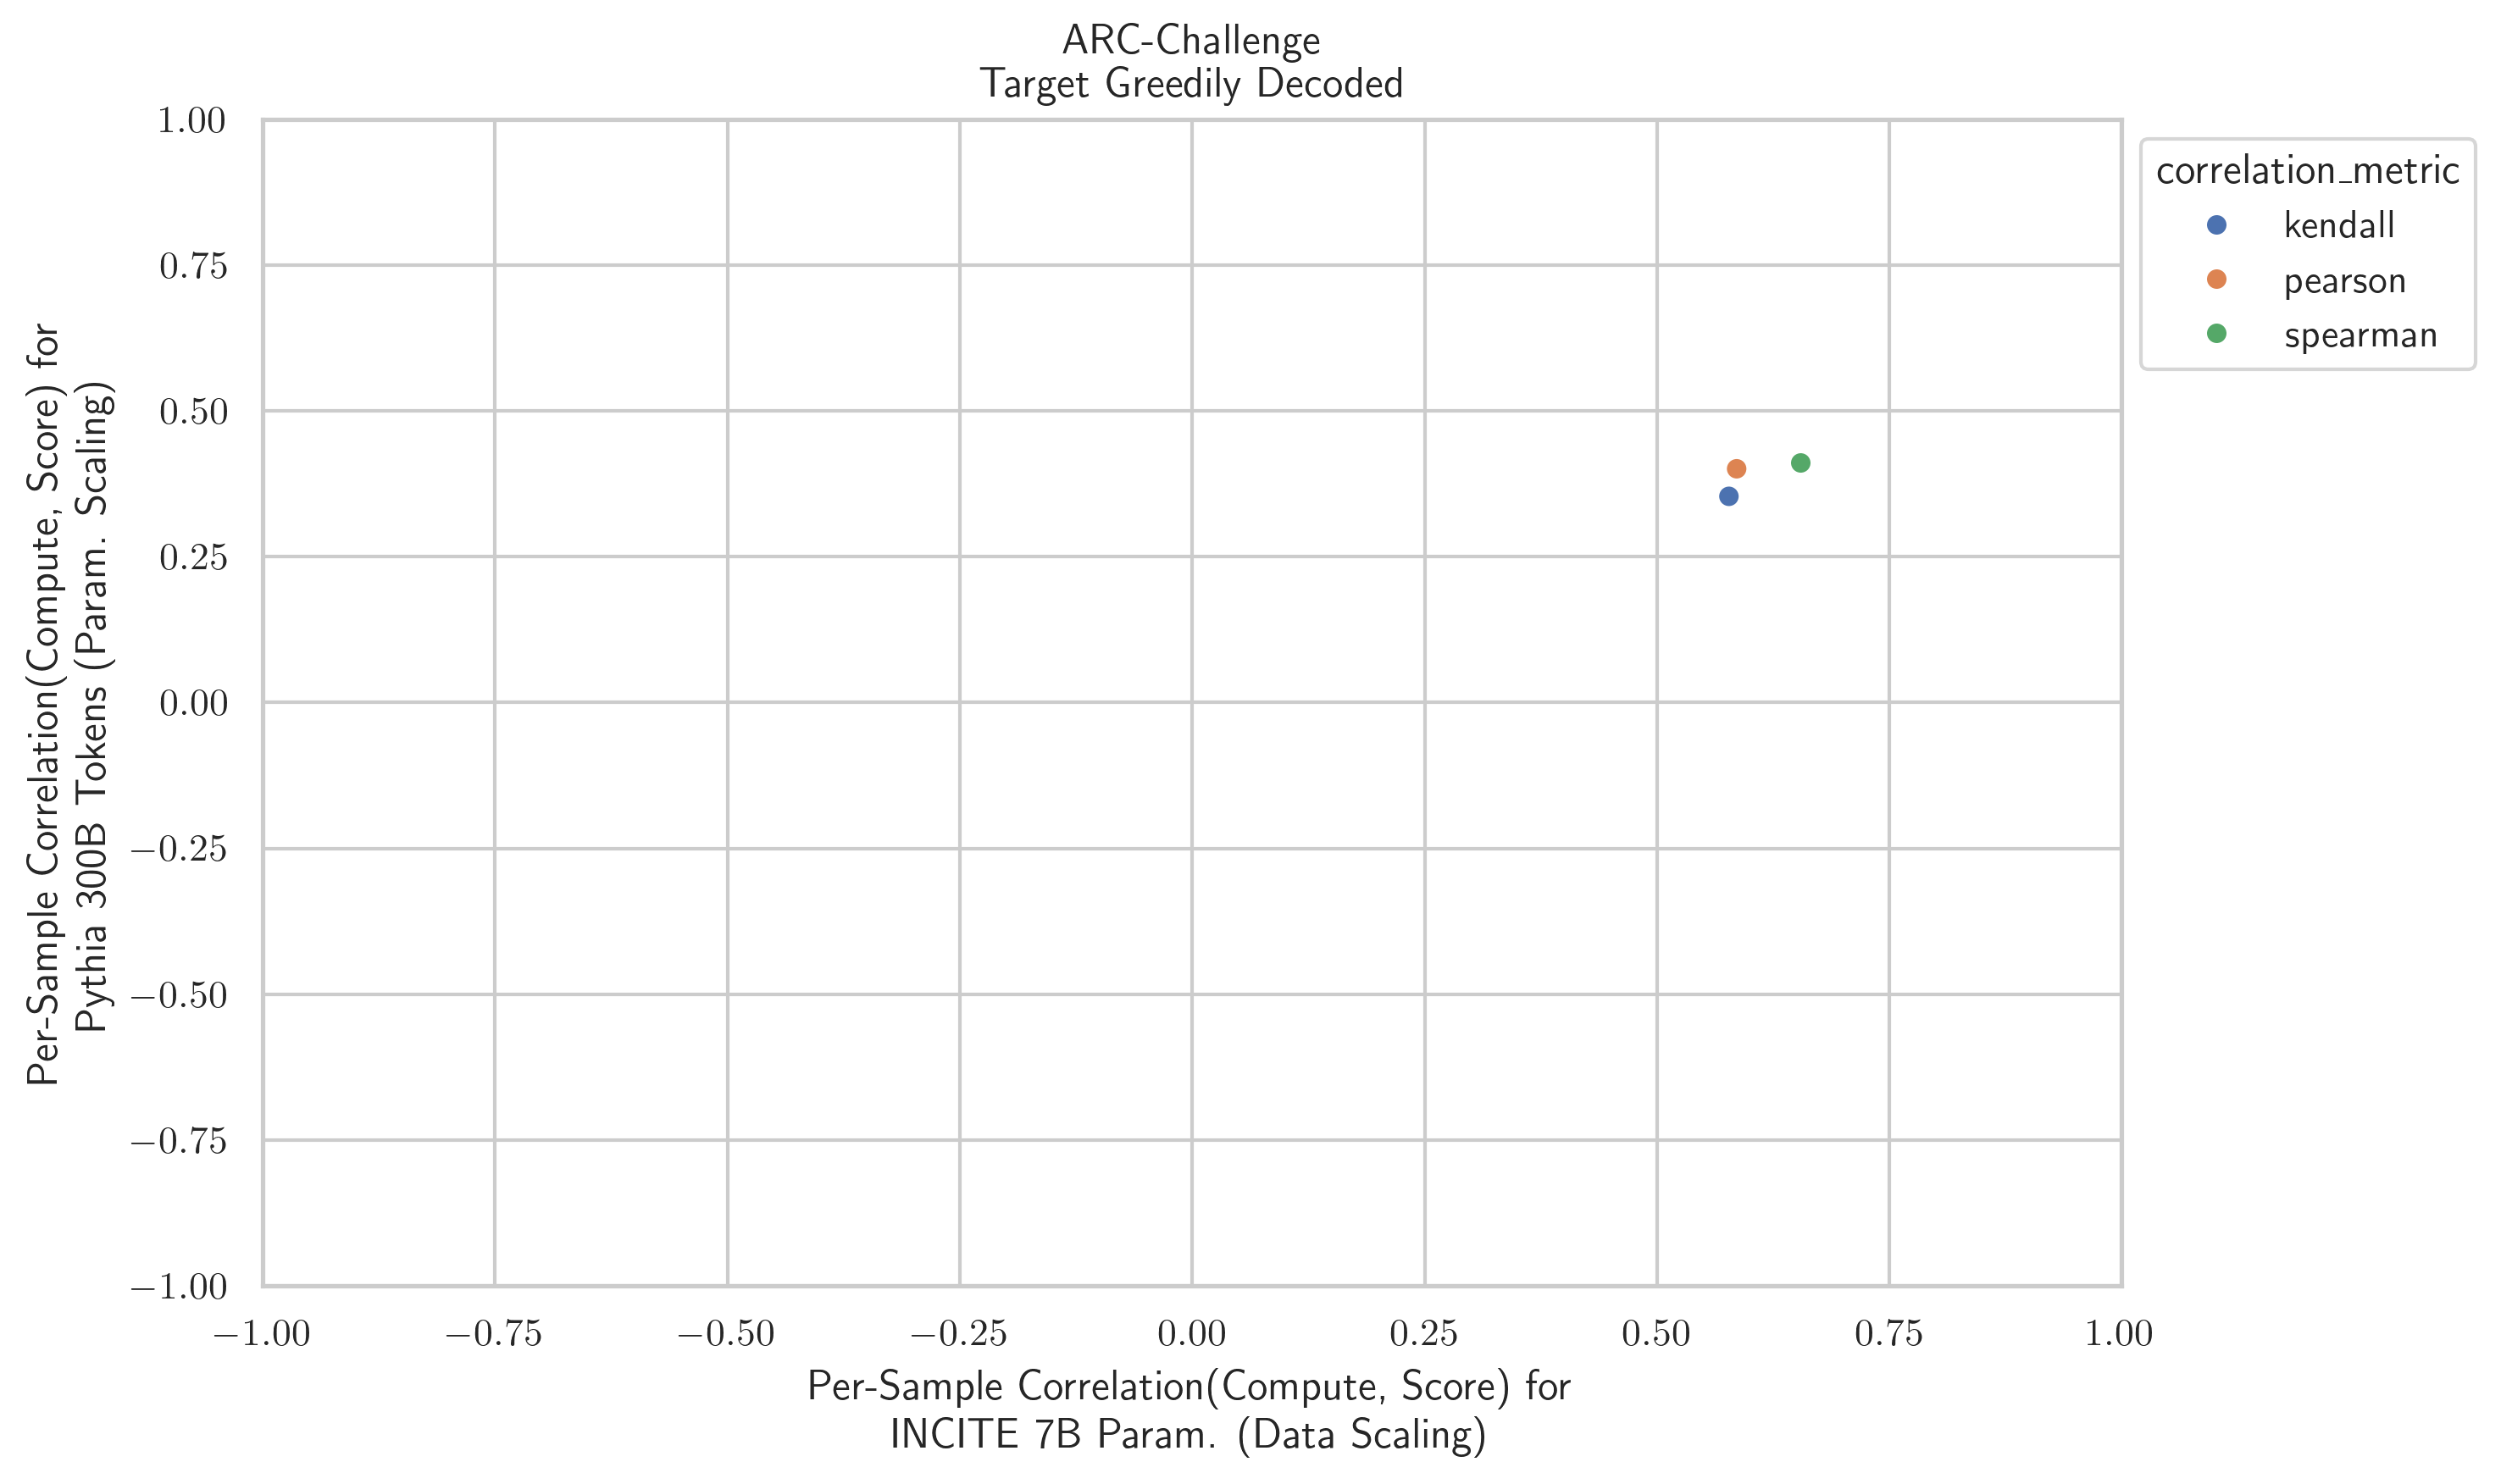 ARC-Challenge
Target Greedily Decoded
1.00
0.75
0.50
0.25
0.00
−0.25
−0.50
−0.75
−1.00
Per-Sample Correlation(Compute, Score) for
Pythia 300B Tokens (Param. Scaling)
correlation_metric
kendall
pearson
spearman
−1.00 −0.75 −0.50 −0.25 0.00 0.25 0.50 0.75 1.00
Per-Sample Correlation(Compute, Score) for
INCITE 7B Param. (Data Scaling)